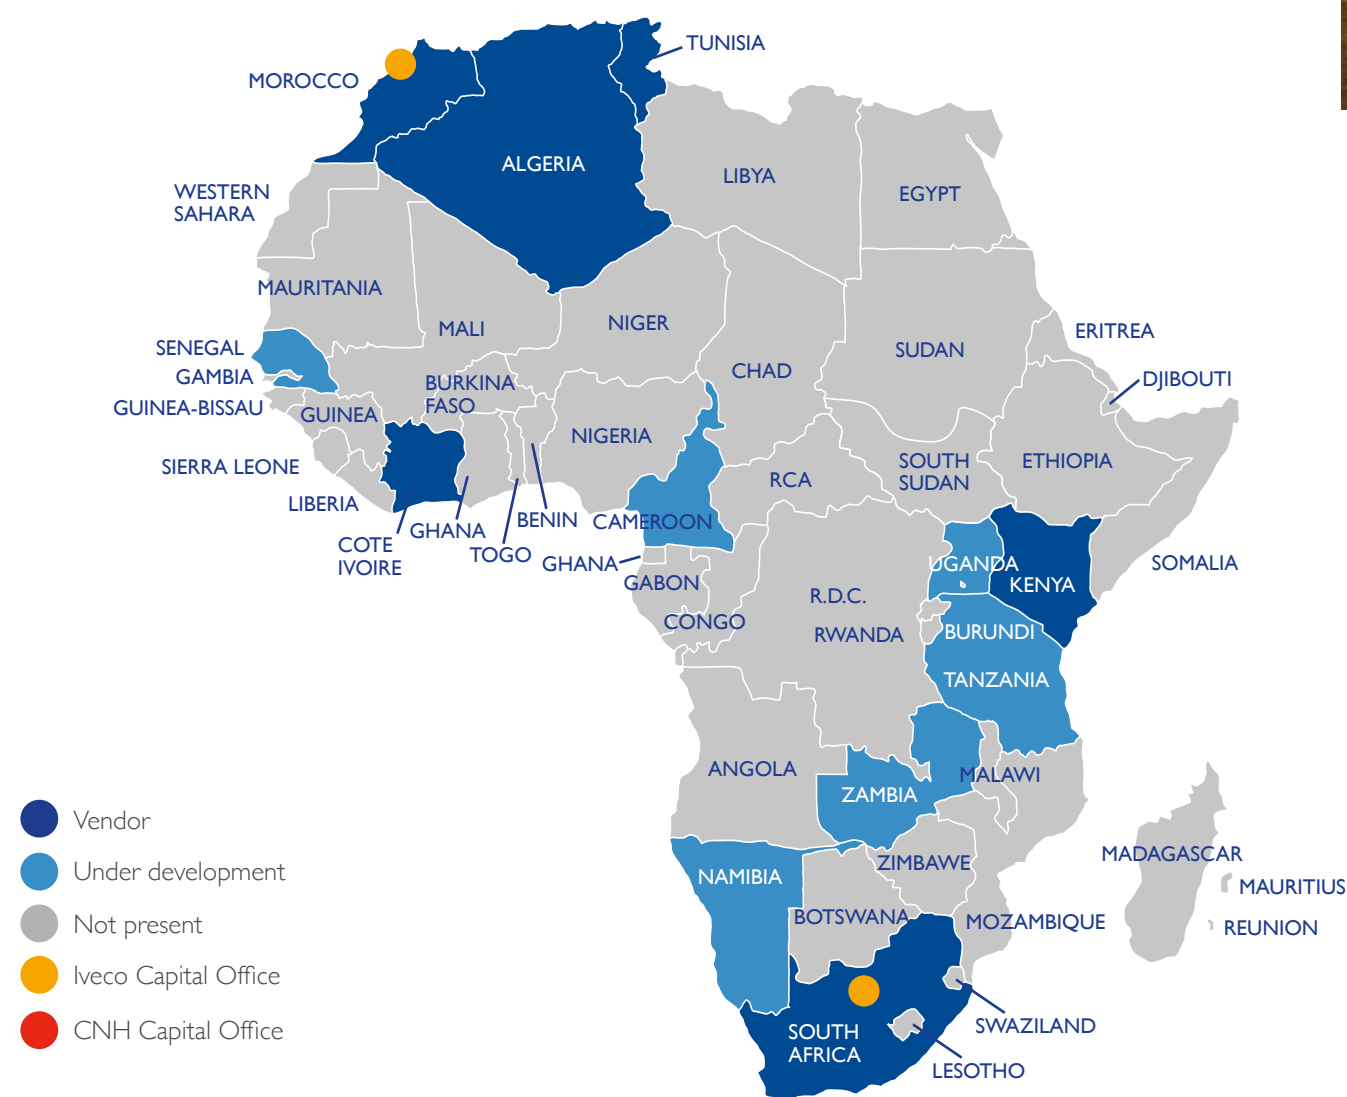 TUNISIA
MOROCCO
ALGERIA
LIBYA
EGYPT
WESTERN
SAHARA
MAURITANIA
MALI
NIGER
CHAD
SUDAN
ERITREA
SENEGAL
GAMBIA
GUINEA-BISSAU
GUINEA
BURKINA
FASO
DJIBOUTI
NIGERIA
SIERRA LEONE
LIBERIA
COTE
IVOIRE
GHANA
TOGO
BENIN
CAMEROON
RCA
SOUTH
SUDAN
ETHIOPIA
GHANA
GABON
CONGO
R.D.C.
RWANDA
UGANDA
KENYA
SOMALIA
BURUNDI
TANZANIA
ANGOLA
ZAMBIA
MALAWI
NAMIBIA
ZIMBAWE
BOTSWANA
MOZAMBIQUE
MADAGASCAR
MAURITIUS
REUNION
SOUTH
AFRICA
SWAZILAND
LESOTHO
Vendor
Under development
Not present
Iveco Capital Office
CNH Capital Office